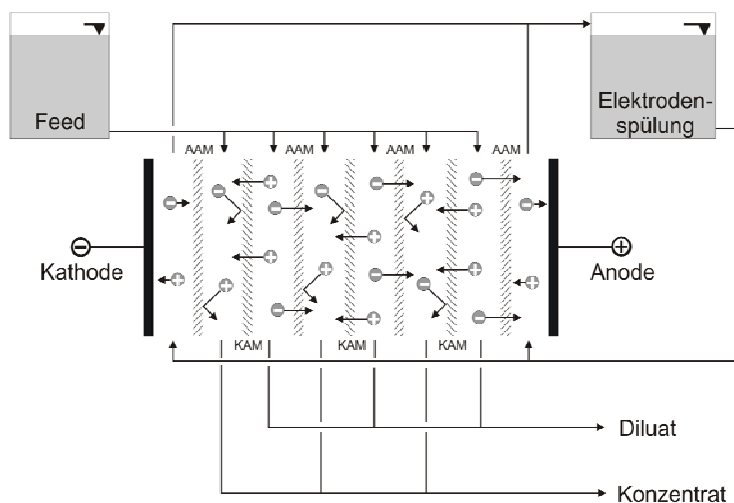 Feed
Elektroden-
spülung
AAM
AAM
AAM
AAM
Kathode
Anode
KAM
KAM
KAM
Diluat
Konzentrat